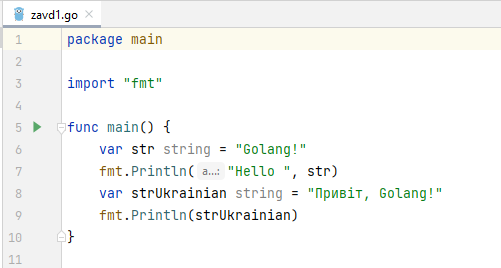 zavd1.go
1 package main
2
3 import "fmt"
4
5 func main() {
6 var str string = "Golang!"
7 fmt.Println( a...: "Hello ", str)
8 var strUkrainian string = "Привіт, Golang!"
9 fmt.Println(strUkrainian)
10 }
11